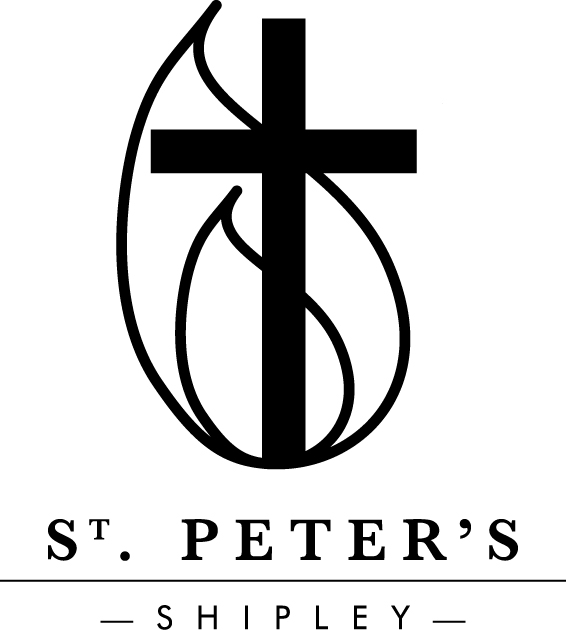 ST. PETER’S
— SHIPLEY —